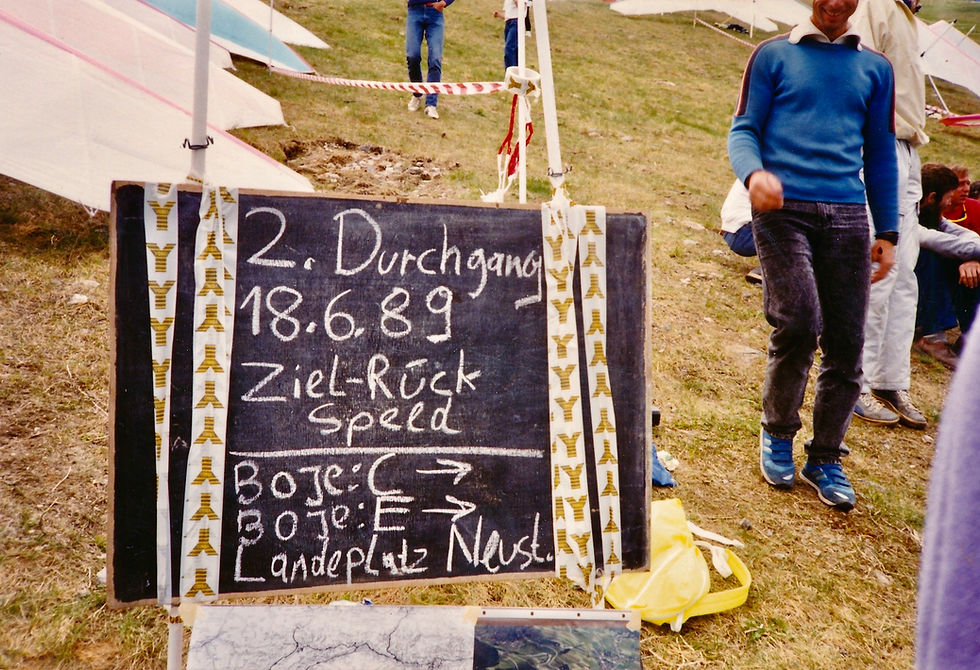 2. Durchgang
18.6.89
Ziel-Rück
Speed
Boje: C →
Boje: E →
Landeplatz Neust.